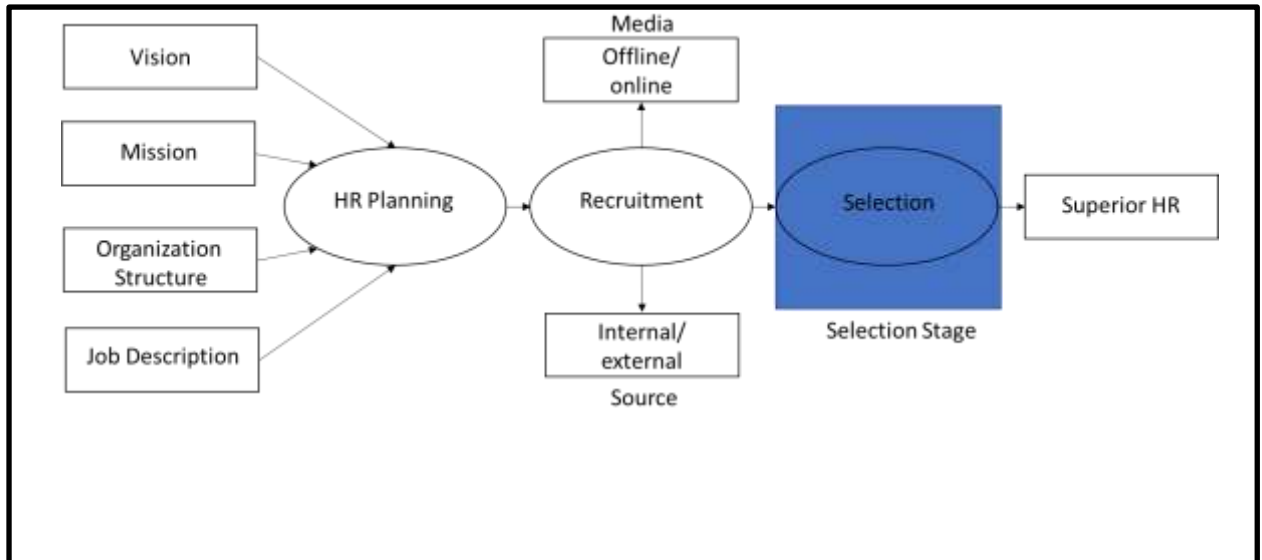 Vision
Mission
Organization
Structure
Job Description
HR Planning
Media
Offline/
online
Recruitment
Internal/
external
Source
Selection
Selection Stage
Superior HR